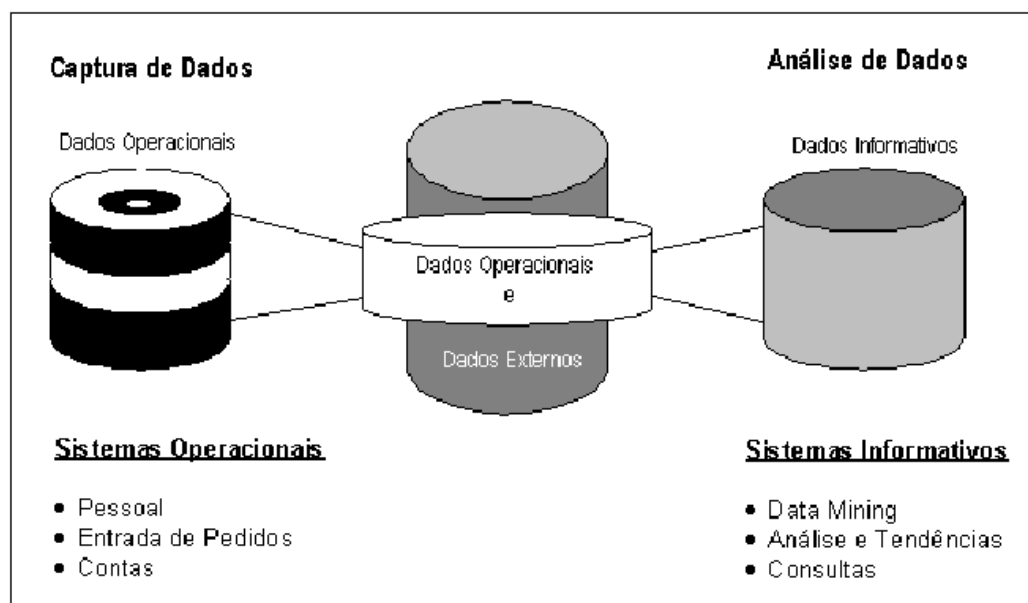 Captura de Dados
Análise de Dados
Dados Operacionais
Dados Informativos
Dados Operacionais
e
Dados Externos
Sistemas Operacionais
• Pessoal
• Entrada de Pedidos
• Contas
Sistemas Informativos
• Data Mining
• Análise e Tendências
• Consultas